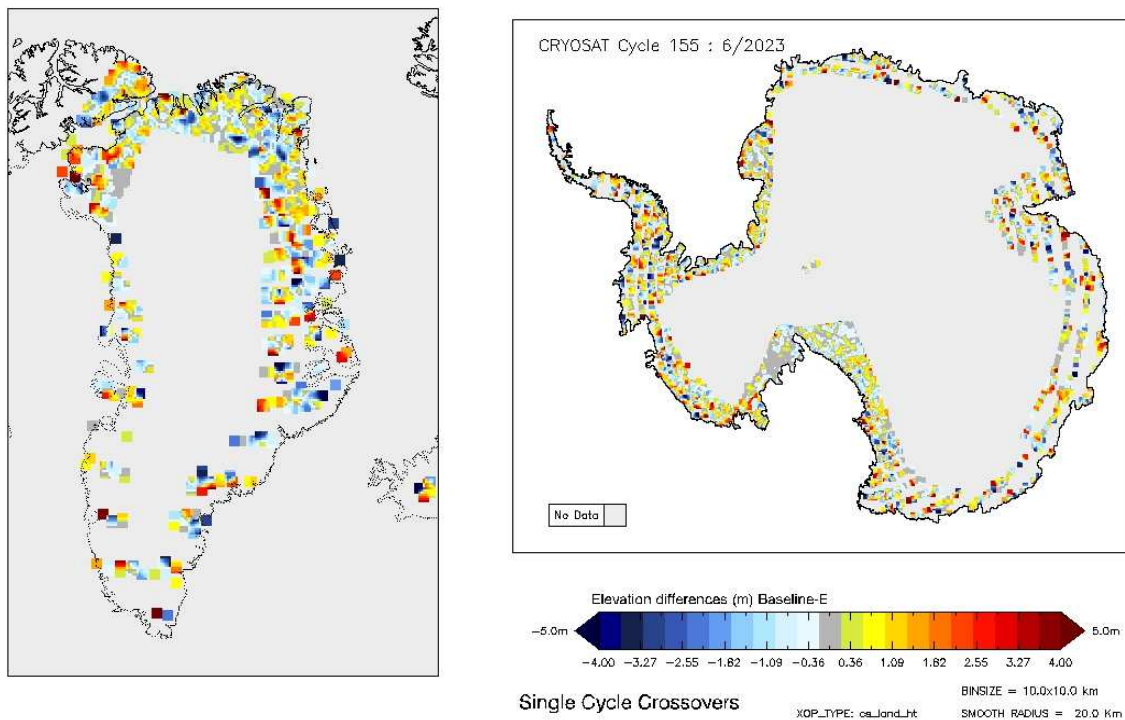 CRYOSAT Cycle 155 : 6/2023
No Data
Elevation differences (m) Baseline-E
-5.0m 5.0m
-4.00 -3.27 -2.55 -1.82 -1.09 -0.36 0.36 1.09 1.82 2.55 3.27 4.00
Single Cycle Crossovers
BINSIZE = 10.0x10.0 km
XOP_TYPE: cs_land_ht SMOOTH RADIUS = 20.0 Km